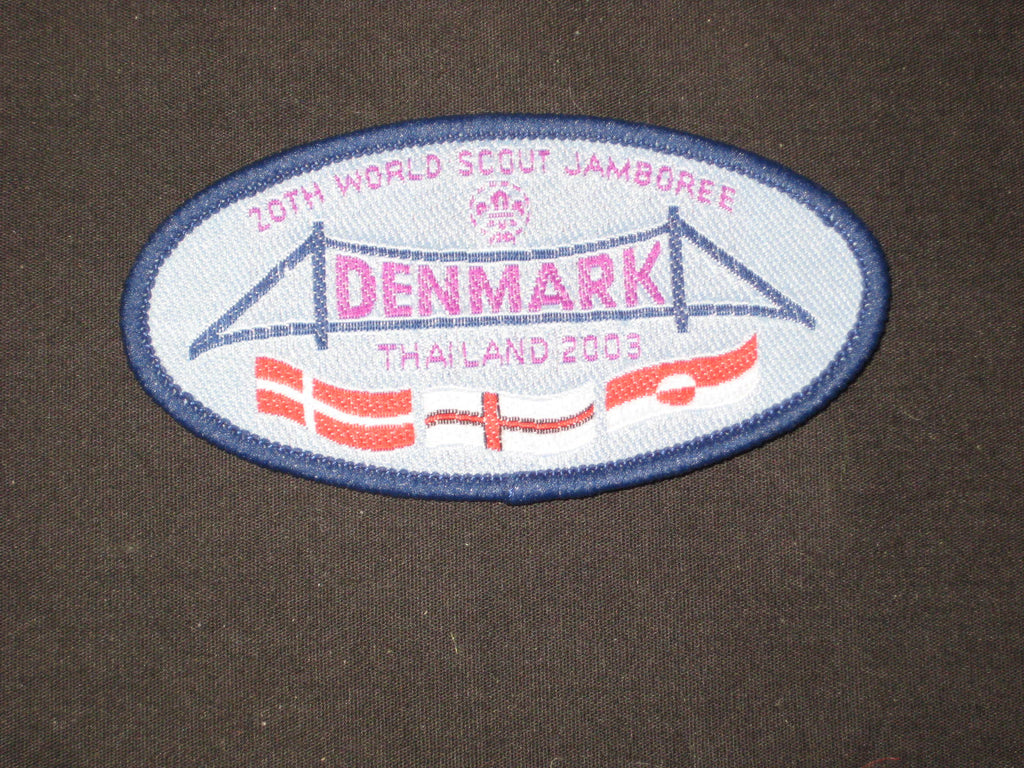 20TH WORLD SCOUT JAMBOREE
DENMARK
THAILAND 2003